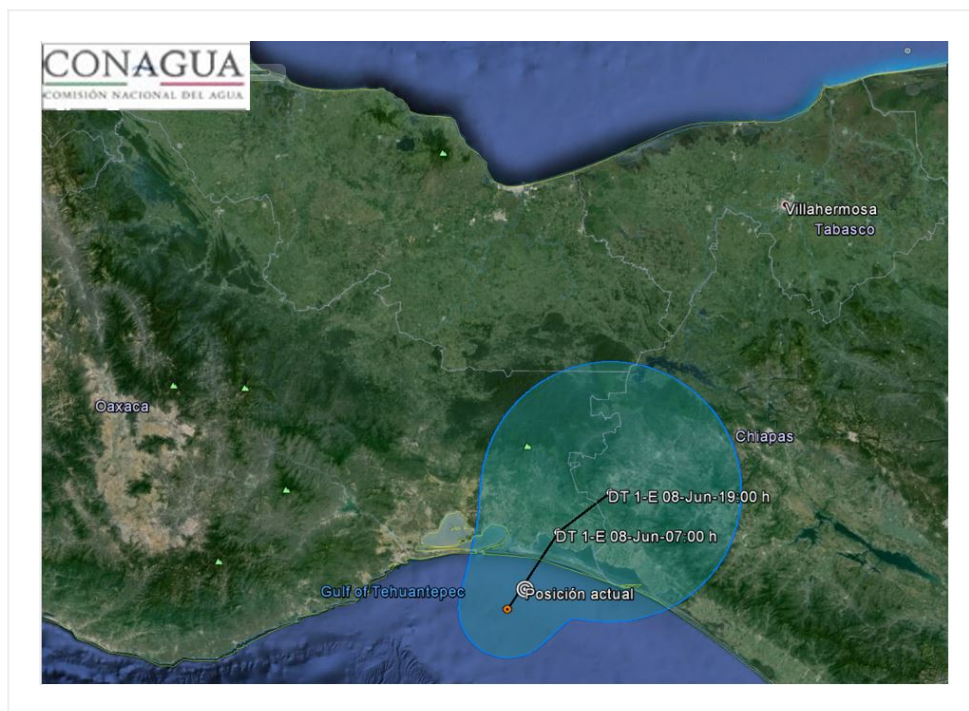 CONAGUA
COMISIÓN NACIONAL DEL AGUA
Villahermosa
Tabasco
Oaxaca
Chiapas
DT 1-E 08-Jun-19:00 h
DT 1-E 08-Jun-07:00 h
Gulf of Tehuantepec
Posición actual